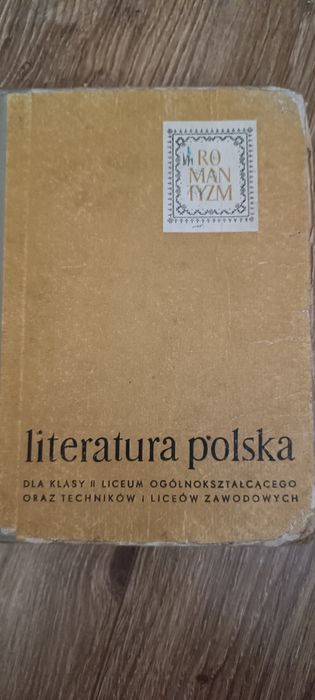 RO
MAN
TYZM
literatura polska
DLA KLASY II LICEUM OGÓLNOKSZTAŁCĄCEGO
ORAZ TECHNIKÓW I LICEÓW ZAWODOWYCH